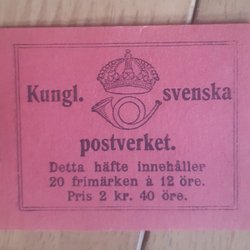 Kungl. svenska
postverket.
Detta häfte innehåller
20 frimärken à 12 öre.
Pris 2 kr. 40 öre.